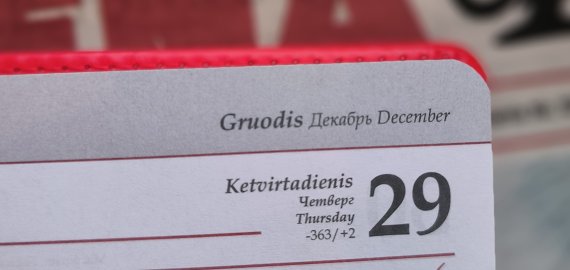 Gruodis Декабрь December
Ketvirtadienis
Четверг
Thursday
-363/+2
29